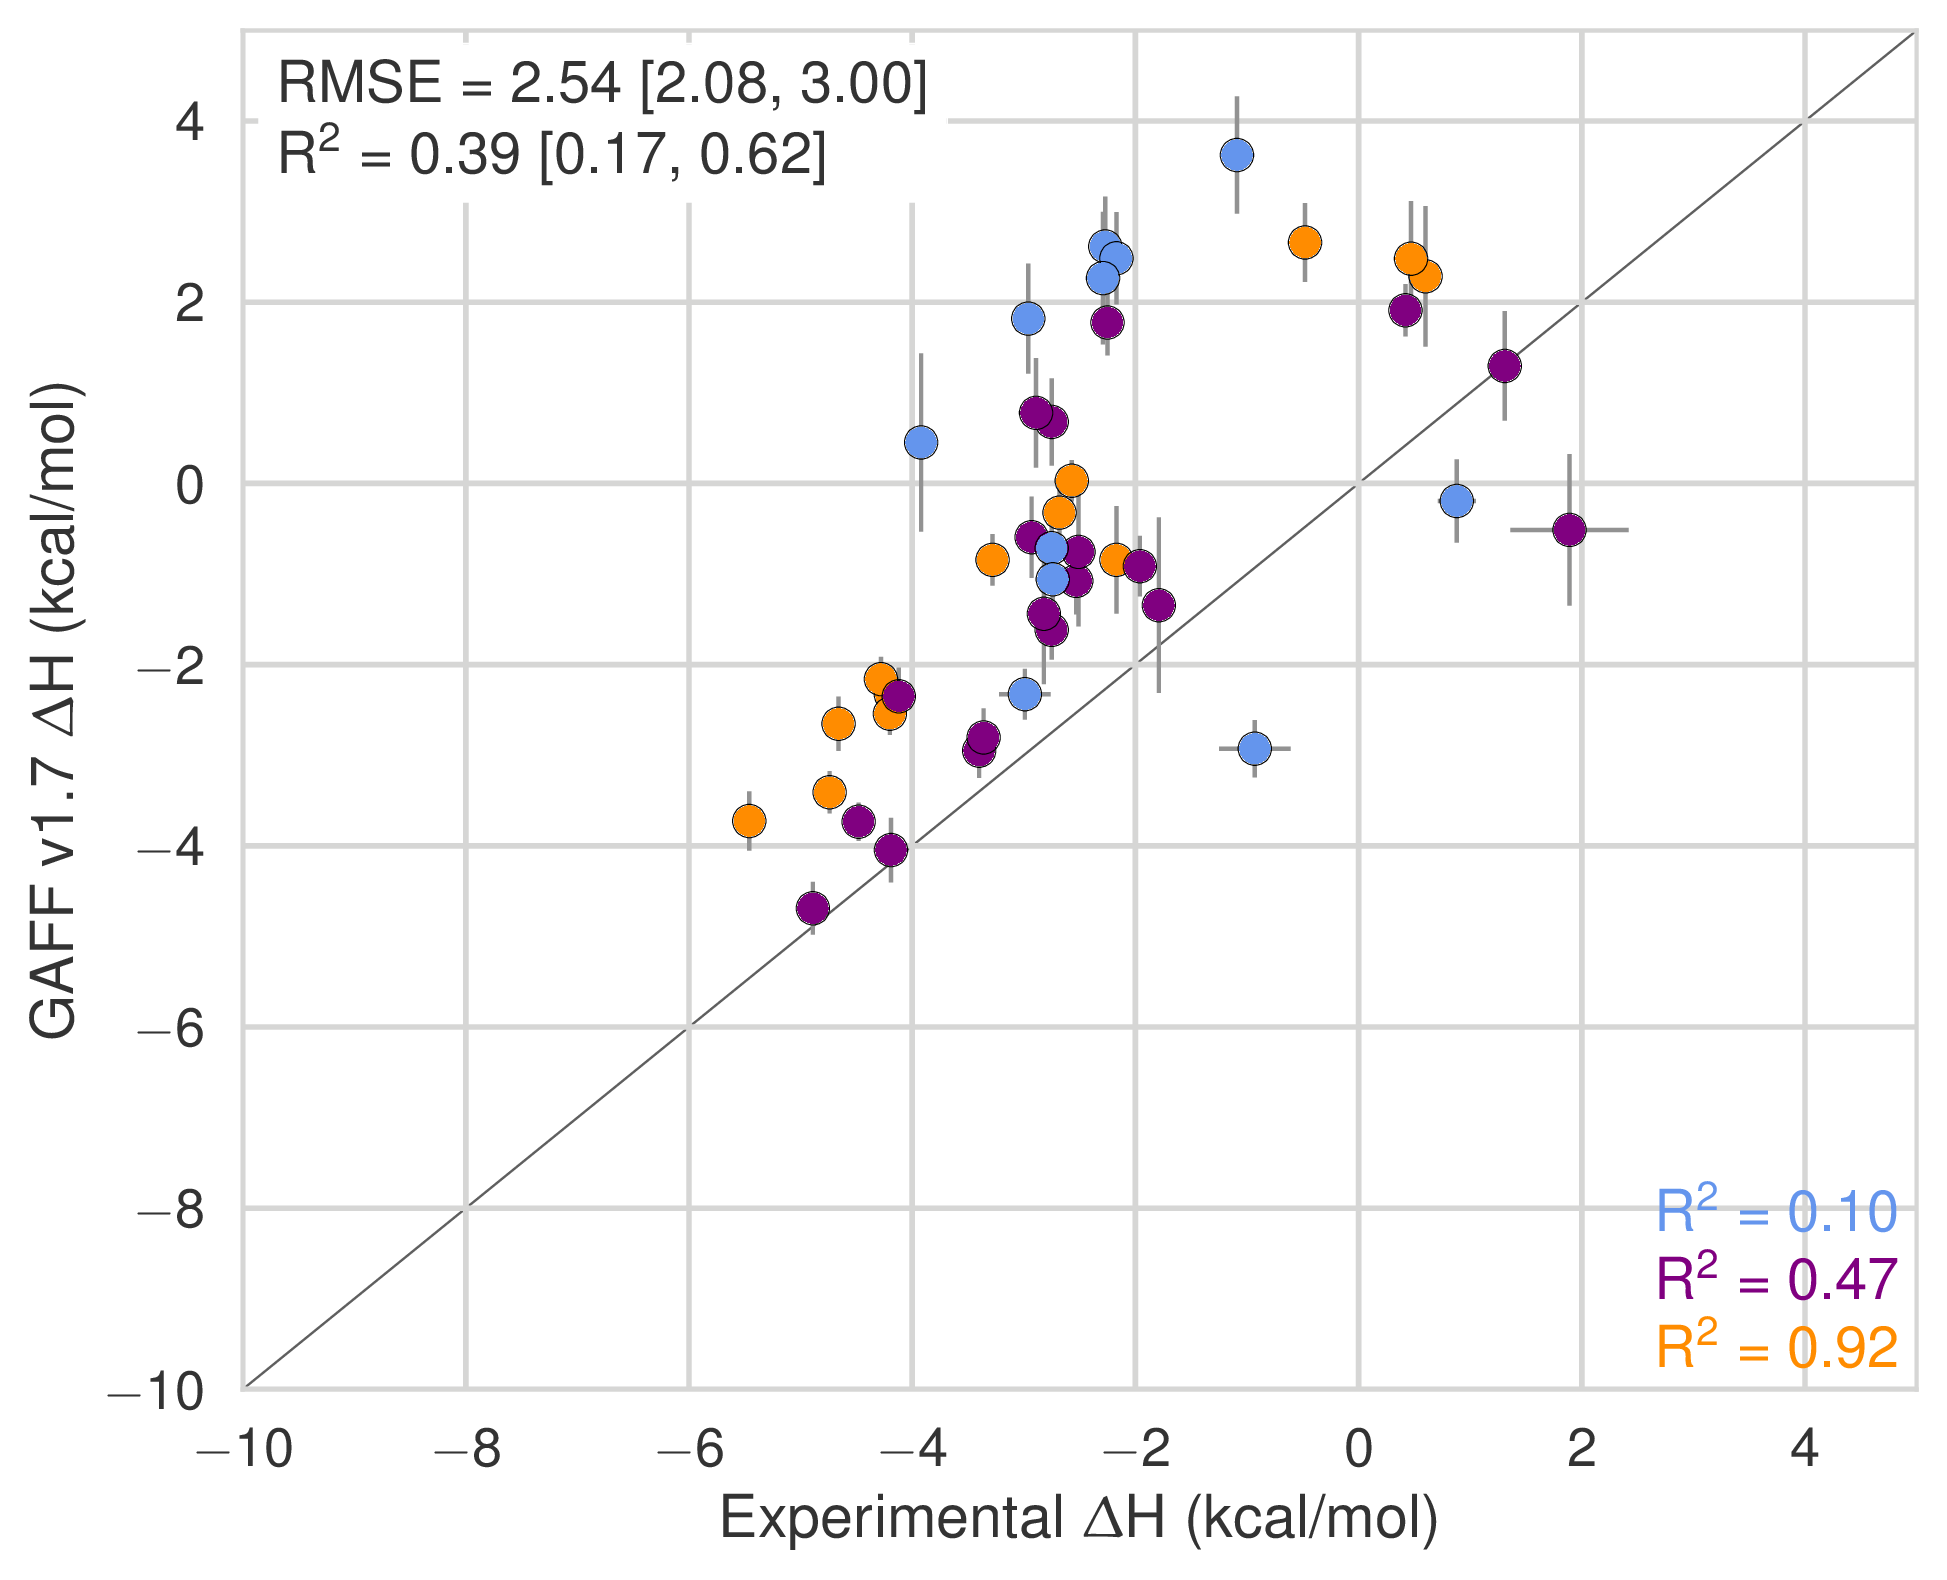 RMSE = 2.54 [2.08, 3.00]
R² = 0.39 [0.17, 0.62]
4
2
0
−2
−4
−6
−8
−10
GAFF v1.7 ΔH (kcal/mol)
R² = 0.10
R² = 0.47
R² = 0.92
−10 −8 −6 −4 −2 0 2 4
Experimental ΔH (kcal/mol)